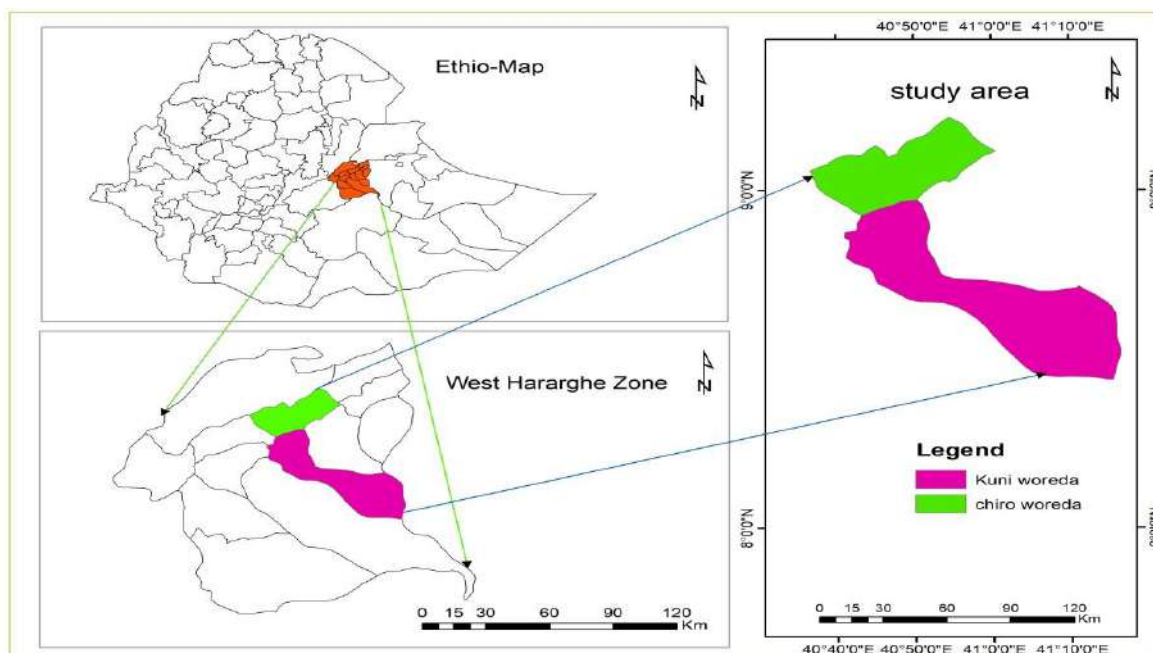 Ethio-Map
N
West Hararghe Zone
N
0 15 30 60 90 120
Km
40°50'0"E 41°0'0"E 41°10'0"E
study area
N
9°0'0"N
8°0'0"N
Legend
Kuni woreda
chiro woreda
0 15 30 60 90 120
Km
40°40'0"E 40°50'0"E 41°0'0"E 41°10'0"E